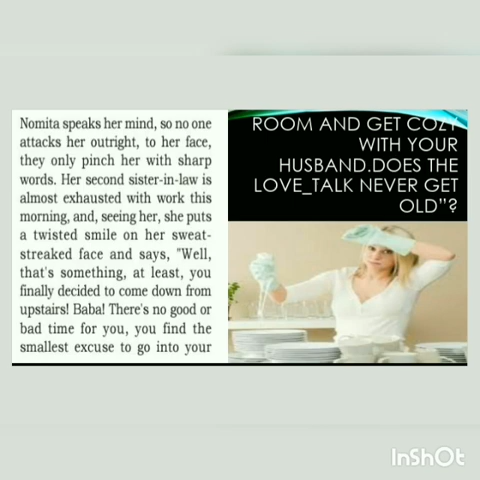 Nomita speaks her mind, so no one
attacks her outright, to her face,
they only pinch her with sharp
words. Her second sister-in-law is
almost exhausted with work this
morning, and, seeing her, she puts
a twisted smile on her sweat-
streaked face and says, "Well,
that's something, at least, you
finally decided to come down from
upstairs! Baba! There's no good or
bad time for you, you find the
smallest excuse to go into your
ROOM AND GET COZY
WITH YOUR
HUSBAND.DOES THE
LOVE_TALK NEVER GET
OLD"?
InShOt